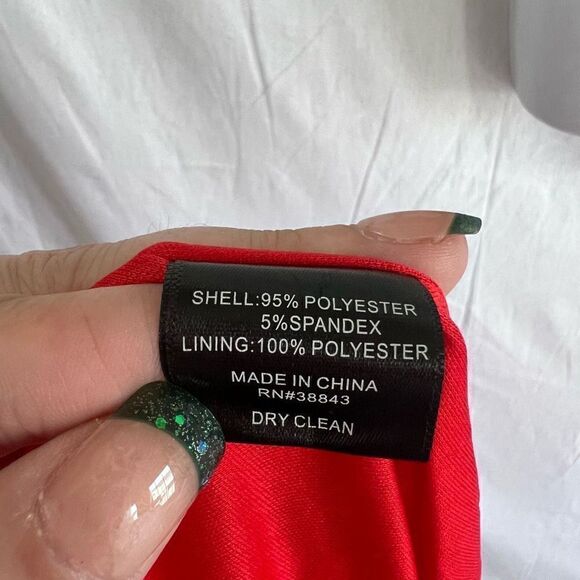 SHELL:95% POLYESTER
5%SPANDEX
LINING:100% POLYESTER
MADE IN CHINA
RN#38843
DRY CLEAN